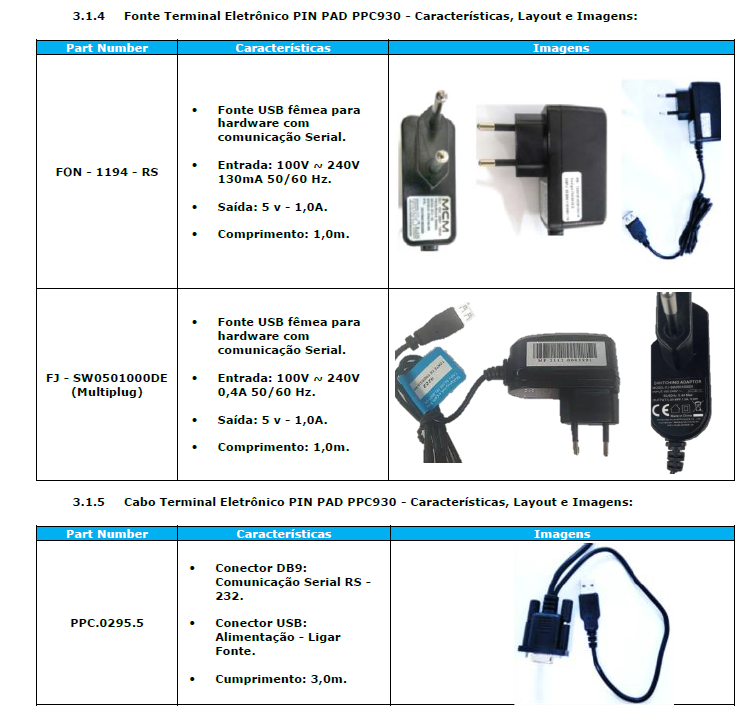 3.1.4 Fonte Terminal Eletrônico PIN PAD PPC930 - Características, Layout e Imagens:
Part Number Características Imagens
FON - 1194 - RS
• Fonte USB fêmea para
hardware com
comunicação Serial.
• Entrada: 100V ~ 240V
130mA 50/60 Hz.
• Saída: 5 v - 1,0A.
• Comprimento: 1,0m.
MCM
FJ - SW0501000DE
(Multiplug)
• Fonte USB fêmea para
hardware com
comunicação Serial.
• Entrada: 100V ~ 240V
0,4A 50/60 Hz.
• Saída: 5 v - 1,0A.
• Comprimento: 1,0m.
SWITCHING ADAPTOR
CE
3.1.5 Cabo Terminal Eletrônico PIN PAD PPC930 - Características, Layout e Imagens:
Part Number Características Imagens
PPC.0295.5
• Conector DB9:
Comunicação Serial RS -
232.
• Conector USB:
Alimentação - Ligar
Fonte.
• Cumprimento: 3,0m.